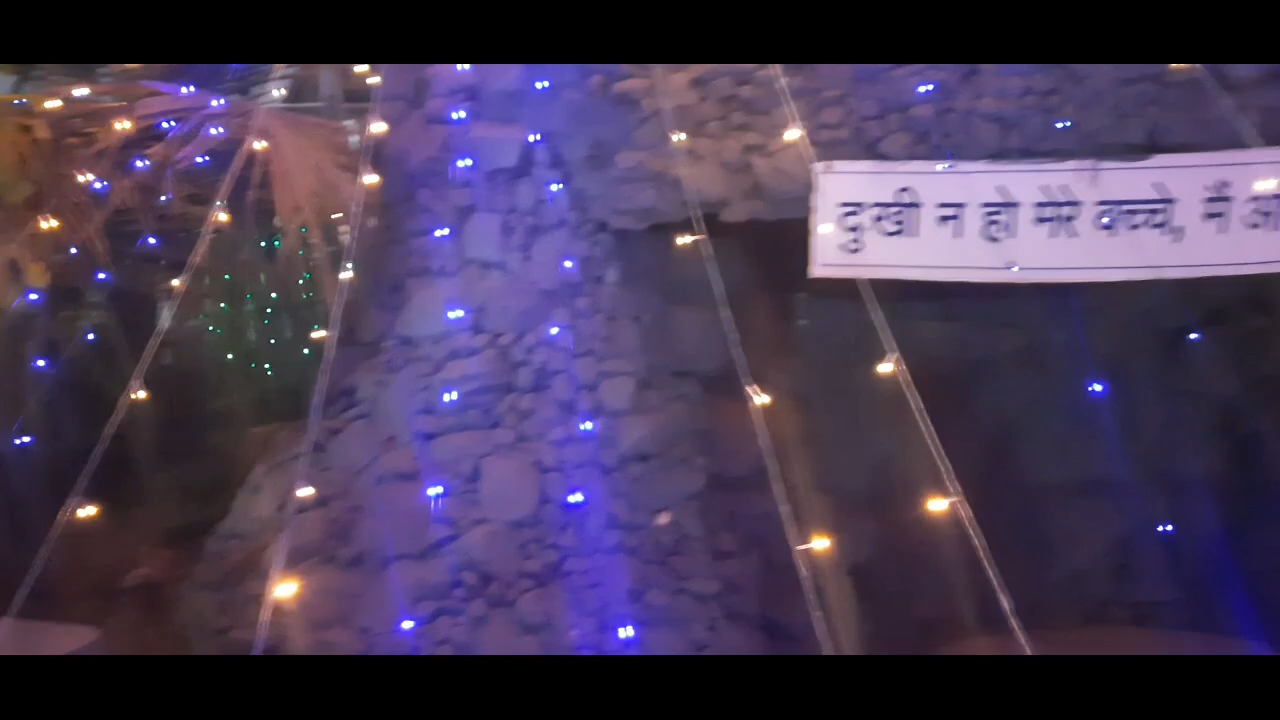 दुःखी न हो मेरे बच्चे, मैं